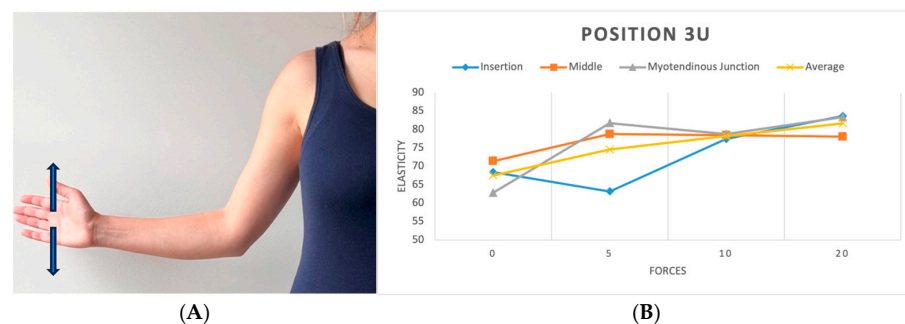 POSITION 3U
Insertion Middle Myotendinous Junction Average
90
85
80
75
70
65
60
55
50
ELASTICITY
0 5 10 20
FORCES
(A) (B)